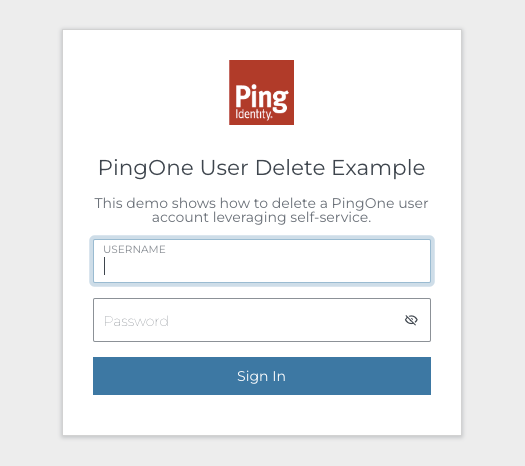 Ping
Identity.
PingOne User Delete Example
This demo shows how to delete a PingOne user
account leveraging self-service.
USERNAME
Password
Sign In